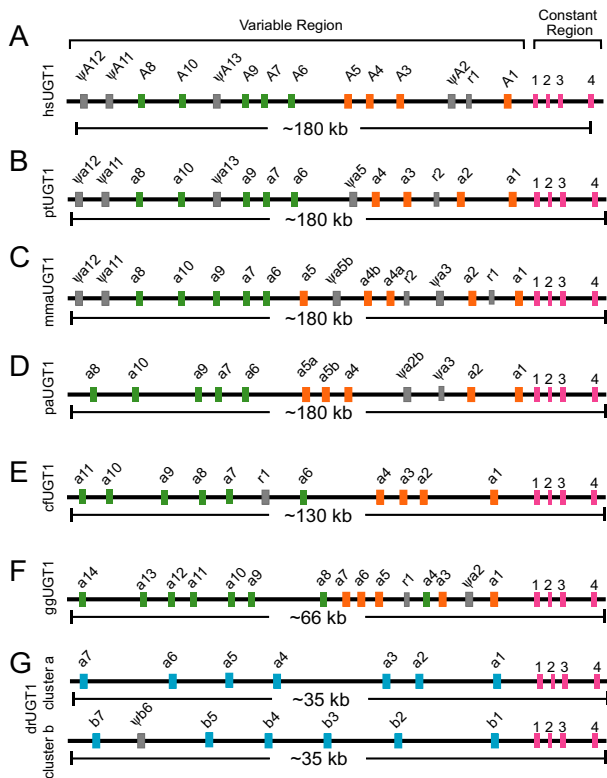 Variable Region
Constant Region
A
hsUGT1
ψA12 ψA11 A8 A10 ψA13 A9 A7 A6 A5 A4 A3 ψA2 r1 A1 1 2 3 4
~180 kb
B
ptUGT1
ψa12 ψa11 a8 a10 ψa13 a9 a7 a6 ψa5 a4 a3 r2 a2 a1 1 2 3 4
~180 kb
C
mmaUGT1
ψa12 ψa11 a8 a10 a9 a7 a6 a5 ψa5b a4b a4a r2 ψa3 a2 r1 a1 1 2 3 4
~180 kb
D
paUGT1
a8 a10 a9 a7 a6 a5a a5b a4 ψa2b ψa3 a2 a1 1 2 3 4
~180 kb
E
cfUGT1
a11 a10 a9 a8 a7 r1 a6 a4 a3 a2 a1 1 2 3 4
~130 kb
F
ggUGT1
a14 a13 a12 a11 a10 a9 a8 a7 a6 a5 r1 a4 a3 ψa2 a1 1 2 3 4
~66 kb
G
drUGT1
cluster a
a7 a6 a5 a4 a3 a2 a1 1 2 3 4
~35 kb
cluster b
b7 ψb6 b5 b4 b3 b2 b1 1 2 3 4
~35 kb